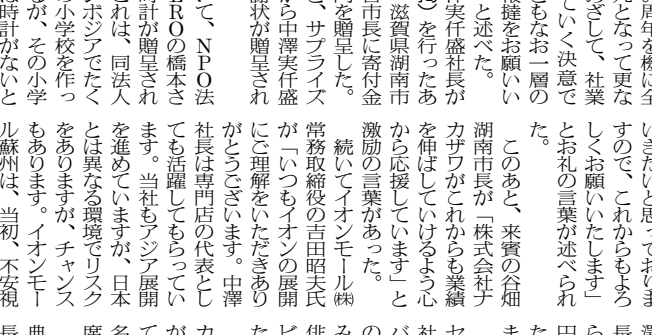 周年を機に全
元となって更な
ざして、社業
ていく決意で
ともなお一層の
撻をお願いい
と述べた。
実仟盛社長が
を行ったあ
滋賀県湖南市
市長に寄付金
を贈呈した。
、サプライズ
から中澤実仟盛
謝状が贈呈され
て、NPO法
EROの橋本さ
時計が贈呈され
れは、同法人
ンボジアでたく
の小学校を作っ
が、その小学
は時計がないと
いきたいと思っておりま
すので、これからもよろ
しくお願いいたします」
とお礼の言葉が述べられ
た。
このあと、来賓の谷畑
湖南市長が「株式会社ナ
カザワがこれからも業績
を伸ばしていけるよう心
から応援しています」と
激励の言葉があった。
続いてイオンモール㈱
常務取締役の吉田昭夫氏
が「いつもイオンの展開
にご理解をいただきあり
がとうございます。中澤
社長は専門店の代表とし
ても活躍してもらってい
ます。当社もアジア展開
を進めていますが、日本
とは異なる環境でリスク
をありますが、チャンス
もあります。イオンモー
ル蘇州は、当初、不安視